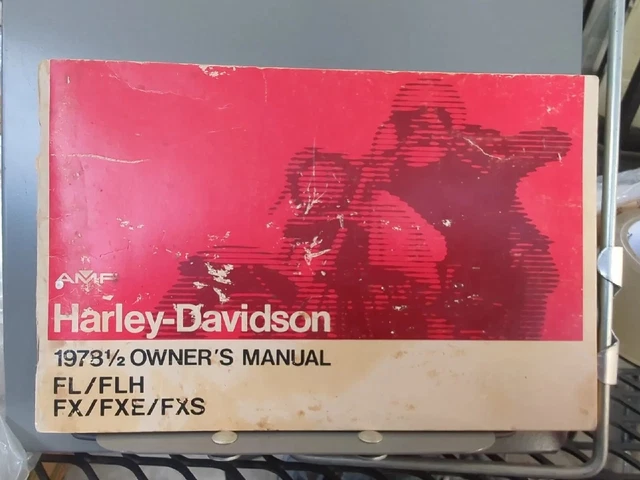 AMF
Harley-Davidson
1978½ OWNER'S MANUAL
FL/FLH
FX/FXE/FXS